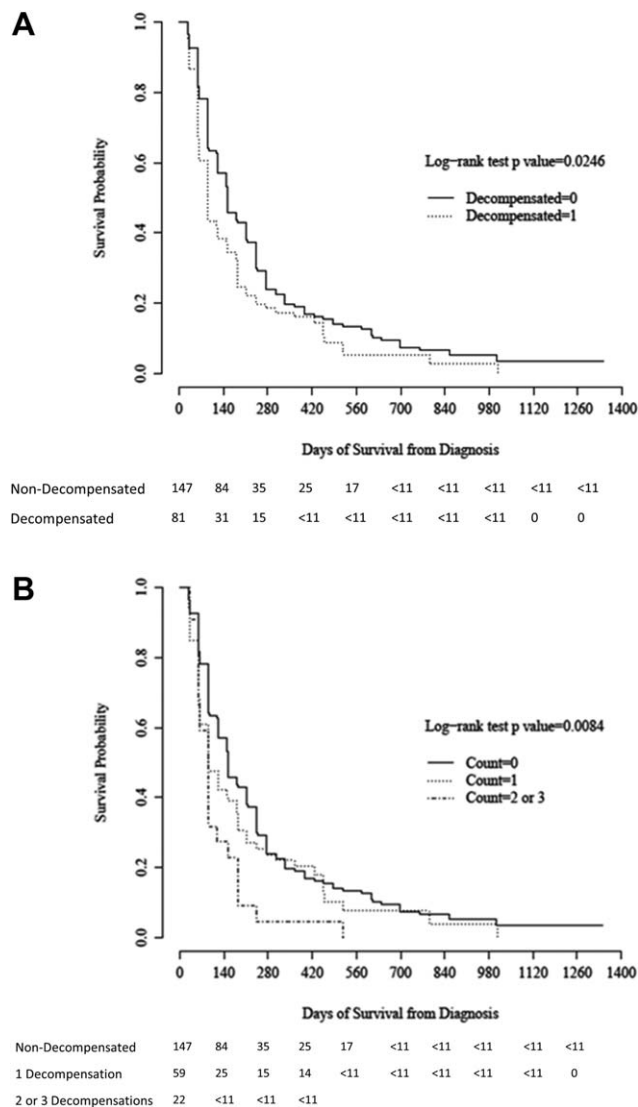 A
1.0
0.8
0.6
0.4
0.2
0.0
Survival Probability
Log-rank test p value=0.0246
Decompensated=0
Decompensated=1
0 140 280 420 560 700 840 980 1120 1260 1400
Days of Survival from Diagnosis
Non-Decompensated 147 84 35 25 17 <11 <11 <11 <11 <11
Decompensated 81 31 15 <11 <11 <11 <11 <11 0 0
B
1.0
0.8
0.6
0.4
0.2
0.0
Survival Probability
Log-rank test p value=0.0084
Count=0
Count=1
Count=2 or 3
0 140 280 420 560 700 840 980 1120 1260 1400
Days of Survival from Diagnosis
Non-Decompensated 147 84 35 25 17 <11 <11 <11 <11 <11
1 Decompensation 59 25 15 14 <11 <11 <11 <11 <11 0
2 or 3 Decompensations 22 <11 <11 <11